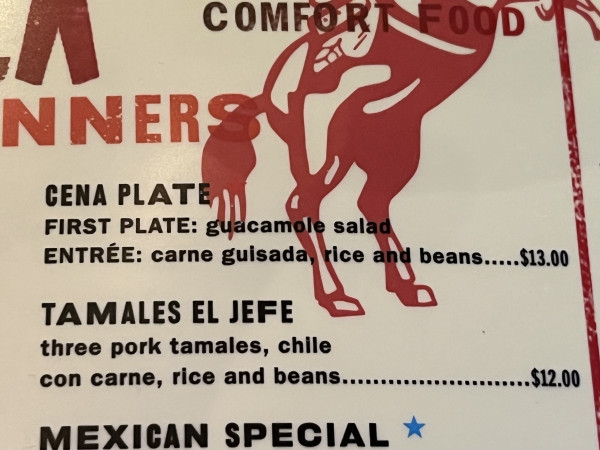 COMFORT FOOD
NNERS
CENA PLATE
FIRST PLATE: guacamole salad
ENTRÉE: carne guisada, rice and beans.....$13.00
TAMALES EL JEFE
three pork tamales, chile
con carne, rice and beans..........................$12.00
MEXICAN SPECIAL